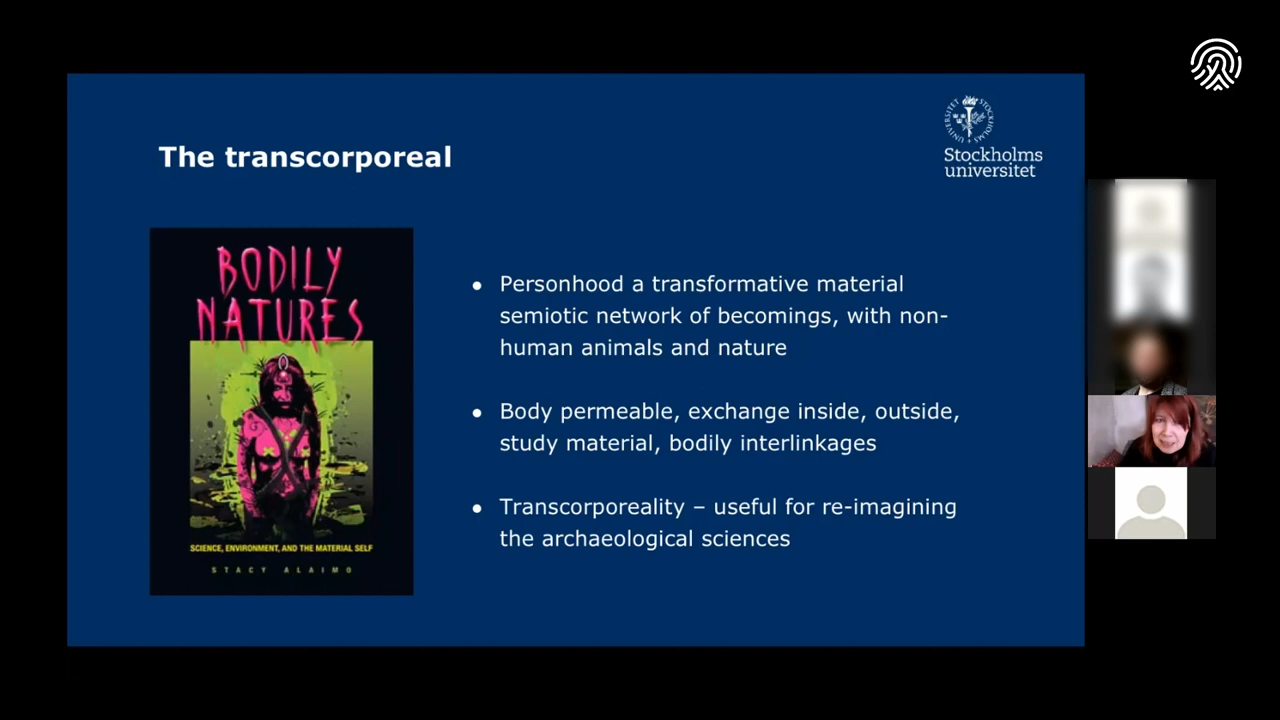 The transcorporeal
STOCKHOLMS UNIVERSITET
Stockholms
universitet
BODILY
NATURES
SCIENCE, ENVIRONMENT, AND THE MATERIAL SELF
STACY ALAIMO
● Personhood a transformative material
semiotic network of becomings, with non-
human animals and nature
● Body permeable, exchange inside, outside,
study material, bodily interlinkages
● Transcorporeality – useful for re-imagining
the archaeological sciences